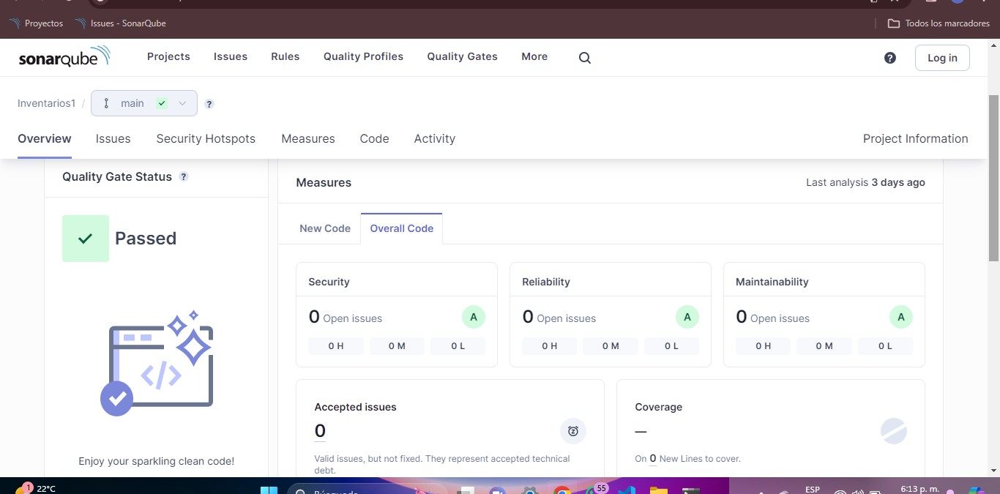 Proyectos Issues - SonarQube Todos los marcadores
sonarqube Projects Issues Rules Quality Profiles Quality Gates More ? Log in
Inventarios1 / main ?
Overview Issues Security Hotspots Measures Code Activity Project Information
Quality Gate Status ?
Measures Last analysis 3 days ago
New Code Overall Code
Passed
Security Reliability Maintainability
0 Open issues A 0 Open issues A 0 Open issues A
0 H 0 M 0 L 0 H 0 M 0 L 0 H 0 M 0 L
</>
Accepted issues Coverage
0 —
Enjoy your sparkling clean code!
Valid issues, but not fixed. They represent accepted technical
debt.
On 0 New Lines to cover.
1 22°C Búsqueda 55 ESP 6:13 p. m.